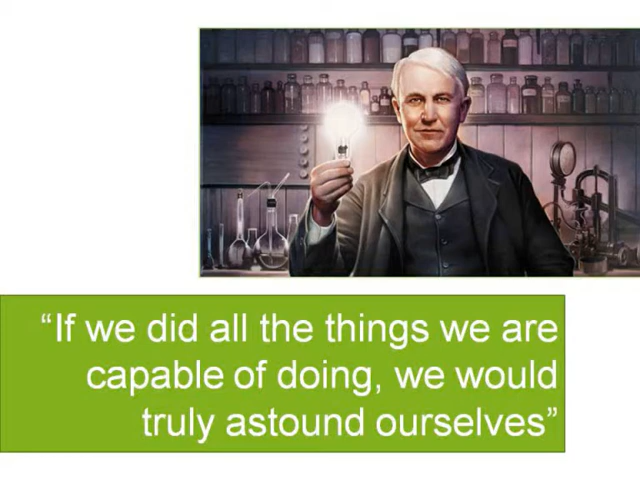 “If we did all the things we are
capable of doing, we would
truly astound ourselves”